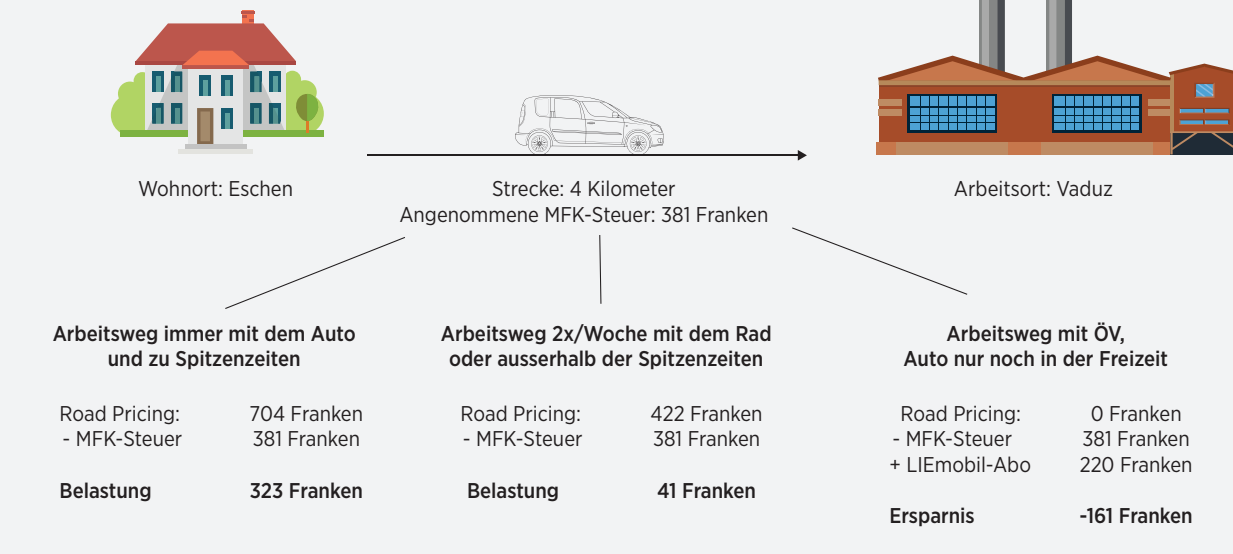 Wohnort: Eschen
Strecke: 4 Kilometer
Angenommene MFK-Steuer: 381 Franken
Arbeitsort: Vaduz
Arbeitsweg immer mit dem Auto
und zu Spitzenzeiten
Road Pricing: 704 Franken
- MFK-Steuer 381 Franken
Belastung 323 Franken
Arbeitsweg 2x/Woche mit dem Rad
oder ausserhalb der Spitzenzeiten
Road Pricing: 422 Franken
- MFK-Steuer 381 Franken
Belastung 41 Franken
Arbeitsweg mit ÖV,
Auto nur noch in der Freizeit
Road Pricing: 0 Franken
- MFK-Steuer 381 Franken
+ LIEmobil-Abo 220 Franken
Ersparnis -161 Franken